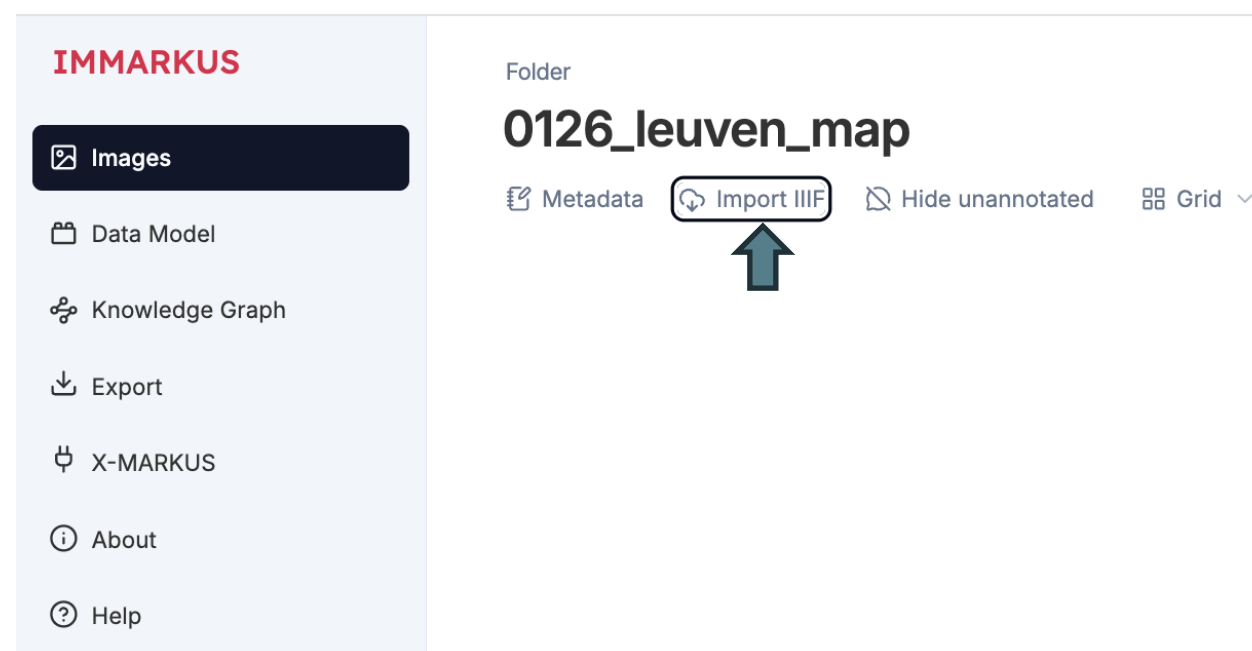 IMMARKUS
Images
Data Model
Knowledge Graph
Export
X-MARKUS
About
Help
Folder
0126_leuven_map
Metadata Import IIIF Hide unannotated Grid